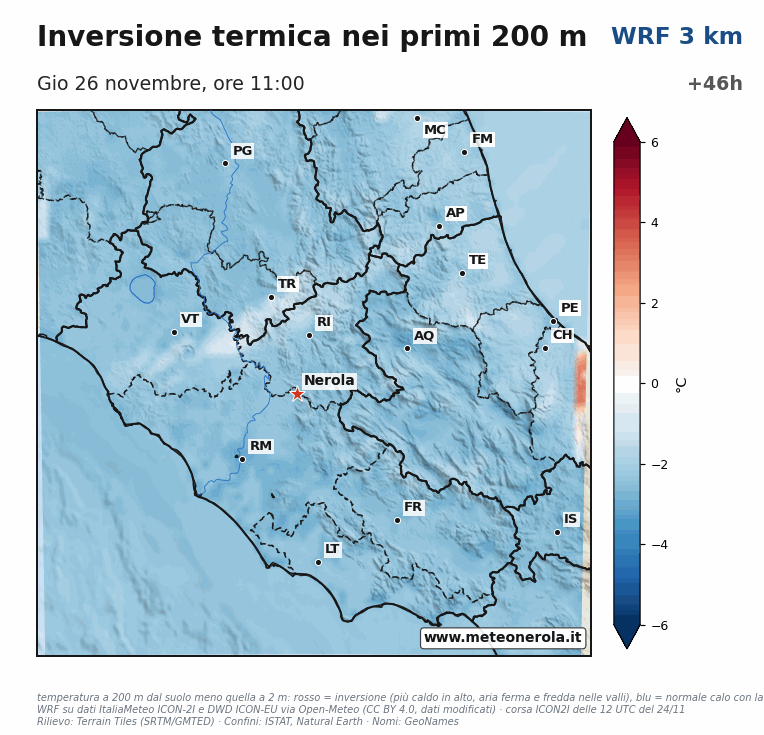 Inversione termica nei primi 200 m WRF 3 km
Gio 26 novembre, ore 11:00 +46h
MC
FM
PG
AP
TE
TR
PE
VT
RI
AQ
CH
Nerola
RM
FR
IS
LT
www.meteonerola.it
6
4
2
0
−2
−4
−6
°C
temperatura a 200 m dal suolo meno quella a 2 m: rosso = inversione (più caldo in alto, aria ferma e fredda nelle valli), blu = normale calo con la
WRF su dati ItaliaMeteo ICON-2I e DWD ICON-EU via Open-Meteo (CC BY 4.0, dati modificati) · corsa ICON2I delle 12 UTC del 24/11
Rilievo: Terrain Tiles (SRTM/GMTED) · Confini: ISTAT, Natural Earth · Nomi: GeoNames